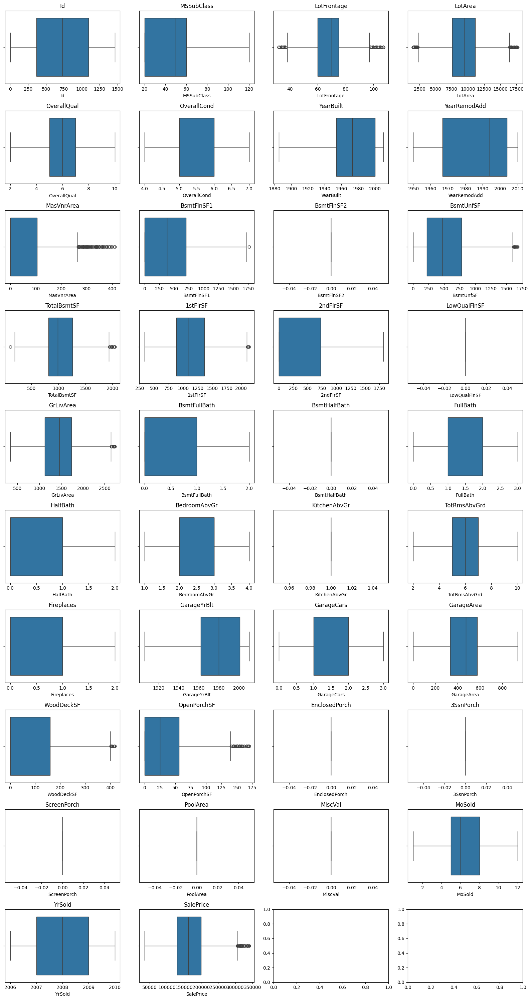 Id MSSubClass LotFrontage LotArea
0 250 500 750 1000 1250 1500 20 40 60 80 100 120 40 60 80 100 2500 5000 7500 10000 12500 15000 17500
Id MSSubClass LotFrontage LotArea
OverallQual OverallCond YearBuilt YearRemodAdd
2 4 6 8 10 4.0 4.5 5.0 5.5 6.0 6.5 7.0 1880 1900 1920 1940 1960 1980 2000 1950 1960 1970 1980 1990 2000 2010
OverallQual OverallCond YearBuilt YearRemodAdd
MasVnrArea BsmtFinSF1 BsmtFinSF2 BsmtUnfSF
0 100 200 300 400 0 250 500 750 1000 1250 1500 1750 −0.04 −0.02 0.00 0.02 0.04 0 250 500 750 1000 1250 1500 1750
MasVnrArea BsmtFinSF1 BsmtFinSF2 BsmtUnfSF
TotalBsmtSF 1stFlrSF 2ndFlrSF LowQualFinSF
500 1000 1500 2000 250 500 750 1000 1250 1500 1750 2000 0 250 500 750 1000 1250 1500 1750 −0.04 −0.02 0.00 0.02 0.04
TotalBsmtSF 1stFlrSF 2ndFlrSF LowQualFinSF
GrLivArea BsmtFullBath BsmtHalfBath FullBath
500 1000 1500 2000 2500 0.0 0.5 1.0 1.5 2.0 −0.04 −0.02 0.00 0.02 0.04 0.0 0.5 1.0 1.5 2.0 2.5 3.0
GrLivArea BsmtFullBath BsmtHalfBath FullBath
HalfBath BedroomAbvGr KitchenAbvGr TotRmsAbvGrd
0.0 0.5 1.0 1.5 2.0 1.0 1.5 2.0 2.5 3.0 3.5 4.0 0.96 0.98 1.00 1.02 1.04 2 4 6 8 10
HalfBath BedroomAbvGr KitchenAbvGr TotRmsAbvGrd
Fireplaces GarageYrBlt GarageCars GarageArea
0.0 0.5 1.0 1.5 2.0 1920 1940 1960 1980 2000 0.0 0.5 1.0 1.5 2.0 2.5 3.0 0 200 400 600 800
Fireplaces GarageYrBlt GarageCars GarageArea
WoodDeckSF OpenPorchSF EnclosedPorch 3SsnPorch
0 100 200 300 400 0 25 50 75 100 125 150 175 −0.04 −0.02 0.00 0.02 0.04 −0.04 −0.02 0.00 0.02 0.04
WoodDeckSF OpenPorchSF EnclosedPorch 3SsnPorch
ScreenPorch PoolArea MiscVal MoSold
−0.04 −0.02 0.00 0.02 0.04 −0.04 −0.02 0.00 0.02 0.04 −0.04 −0.02 0.00 0.02 0.04 2 4 6 8 10 12
ScreenPorch PoolArea MiscVal MoSold
YrSold SalePrice
1.0 1.0
0.8 0.8
0.6 0.6
0.4 0.4
0.2 0.2
0.0 0.0
2006 2007 2008 2009 2010 50000 100000 150000 200000 250000 300000 350000 0.0 0.2 0.4 0.6 0.8 1.0 0.0 0.2 0.4 0.6 0.8 1.0
YrSold SalePrice